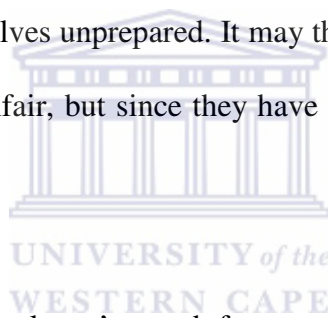 lves unprepared. It may th
fair, but since they have
UNIVERSITY of the
WESTERN CAPE